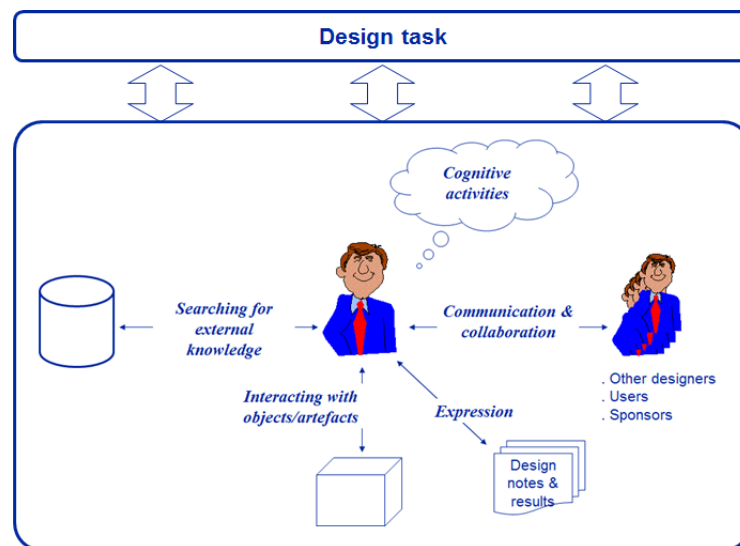 Design task
Cognitive
activities
Searching for
external
knowledge
Communication &
collaboration
. Other designers
. Users
. Sponsors
Interacting with
objects/artefacts
Expression
Design
notes &
results